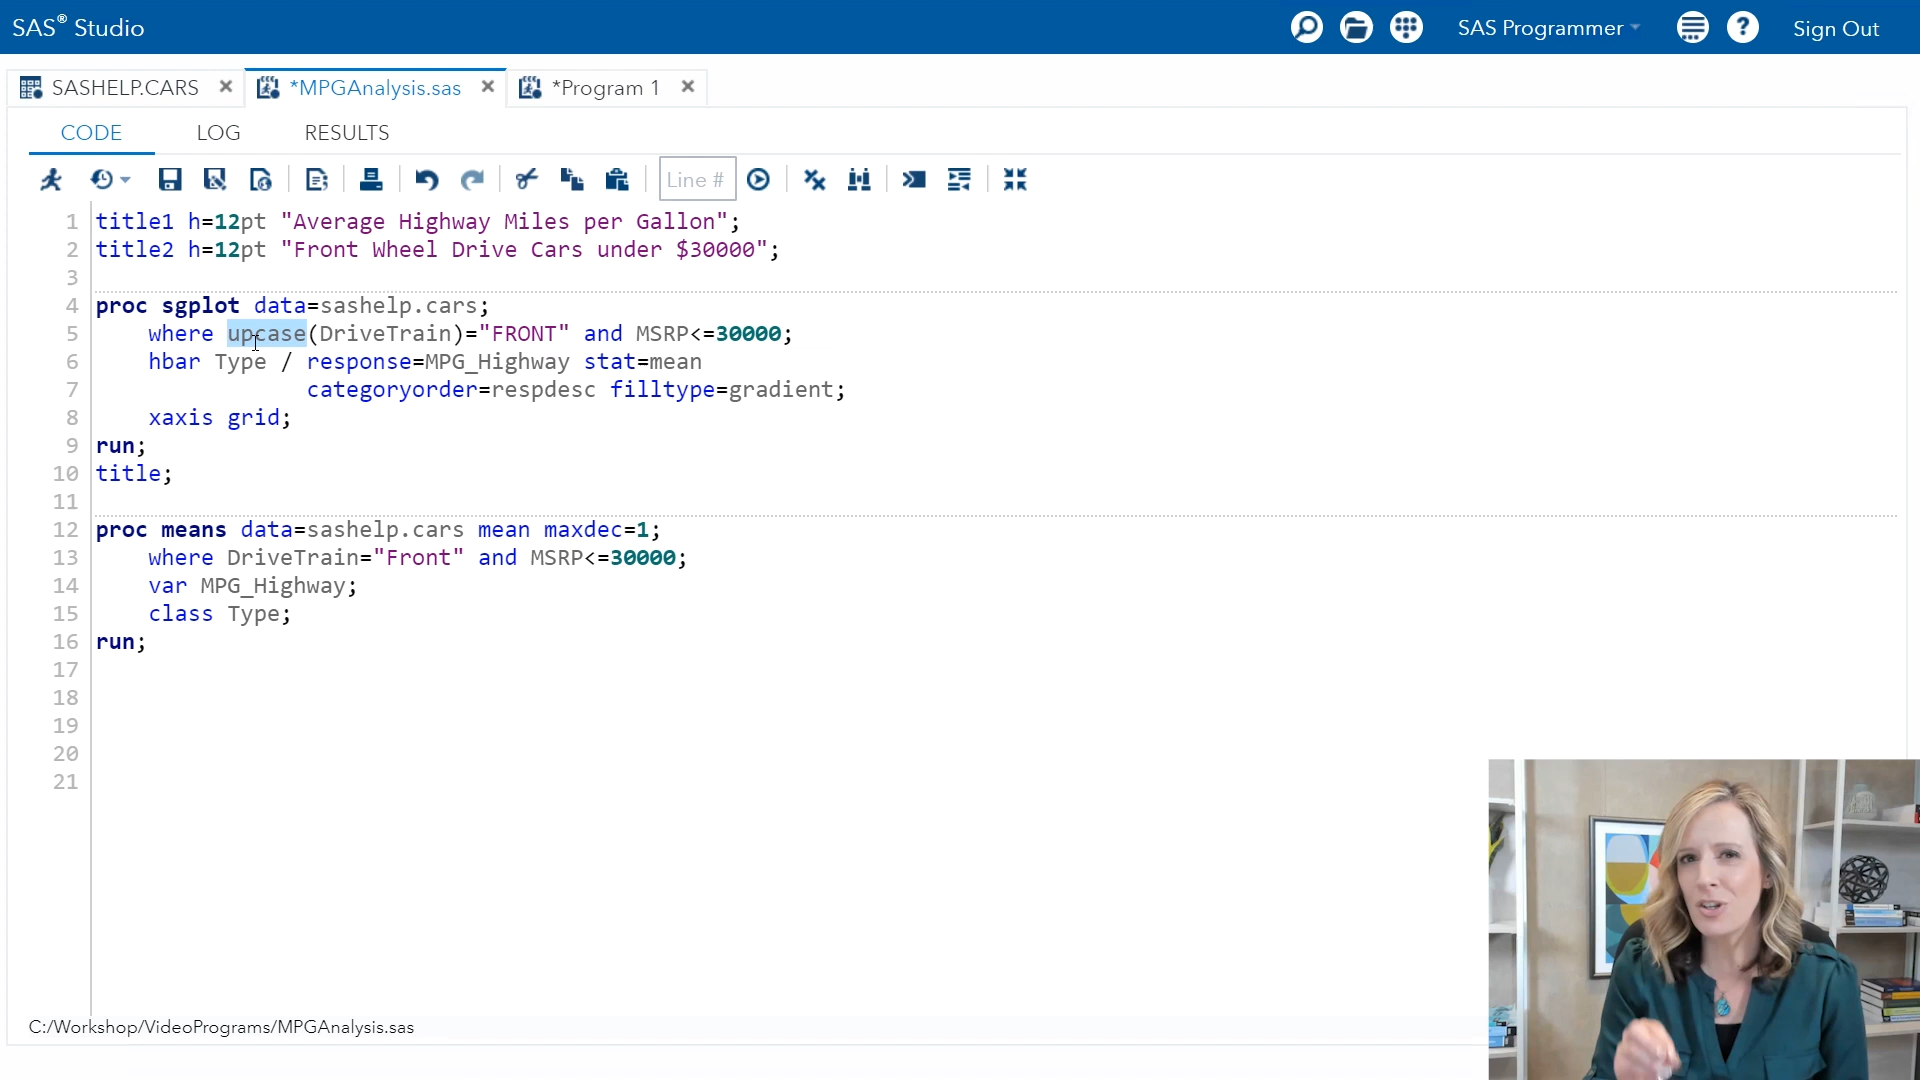 SAS® Studio
SAS Programmer
Sign Out
SASHELP.CARS
*MPGAnalysis.sas
*Program 1
CODE
LOG
RESULTS
Line #
1 title1 h=12pt "Average Highway Miles per Gallon";
2 title2 h=12pt "Front Wheel Drive Cars under $30000";
3
4 proc sgplot data=sashelp.cars;
5 where upcase(DriveTrain)="FRONT" and MSRP<=30000;
6 hbar Type / response=MPG_Highway stat=mean
7 categoryorder=respdesc filltype=gradient;
8 xaxis grid;
9 run;
10 title;
11
12 proc means data=sashelp.cars mean maxdec=1;
13 where DriveTrain="Front" and MSRP<=30000;
14 var MPG_Highway;
15 class Type;
16 run;
17
18
19
20
21
C:/Workshop/VideoPrograms/MPGAnalysis.sas